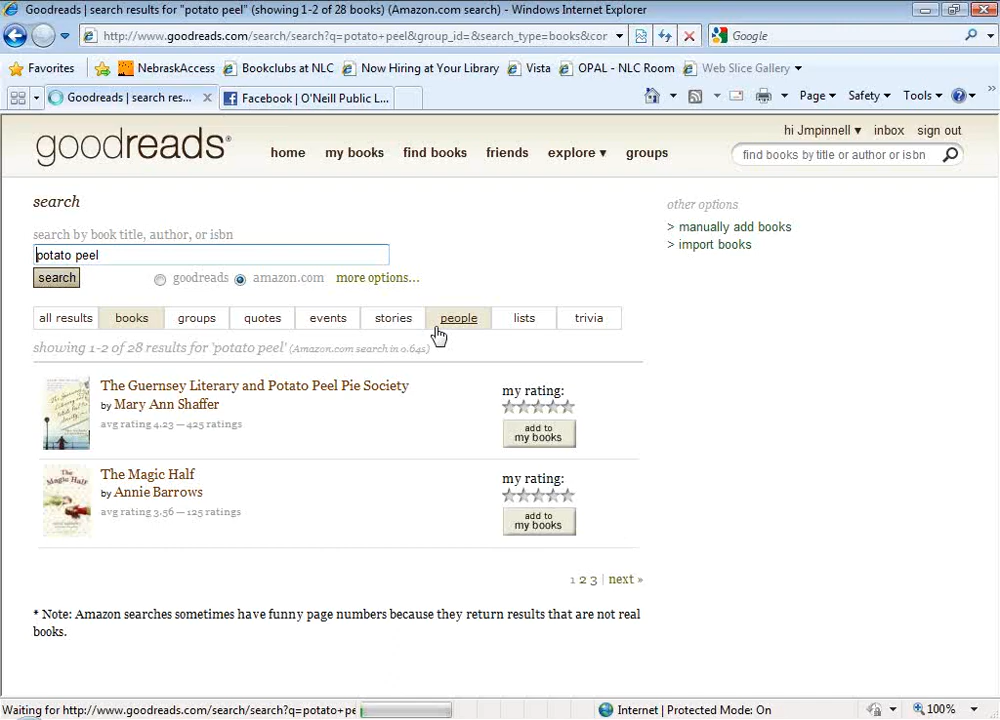 Goodreads | search results for "potato peel" (showing 1-2 of 28 books) (Amazon.com search) - Windows Internet Explorer
http://www.goodreads.com/search/search?q=potato+peel&group_id=&search_type=books&cor
Google
Favorites NebraskAccess Bookclubs at NLC Now Hiring at Your Library Vista OPAL - NLC Room Web Slice Gallery
Goodreads | search res... Facebook | O'Neill Public L... Page Safety Tools
hi Jmpinnell inbox sign out
goodreads
home my books find books friends explore groups
find books by title or author or isbn
search
other options
> manually add books
> import books
search by book title, author, or isbn
potato peel
search goodreads amazon.com more options...
all results books groups quotes events stories people lists trivia
showing 1-2 of 28 results for 'potato peel' (Amazon.com search in 0.64s)
The Guernsey Literary and Potato Peel Pie Society
by Mary Ann Shaffer
avg rating 4.23 — 425 ratings
my rating:
add to
my books
The Magic Half
by Annie Barrows
avg rating 3.56 — 125 ratings
my rating:
add to
my books
The
Magic Half
1 2 3 | next »
* Note: Amazon searches sometimes have funny page numbers because they return results that are not real
books.
Waiting for http://www.goodreads.com/search/search?q=potato+pe
Internet | Protected Mode: On
100%